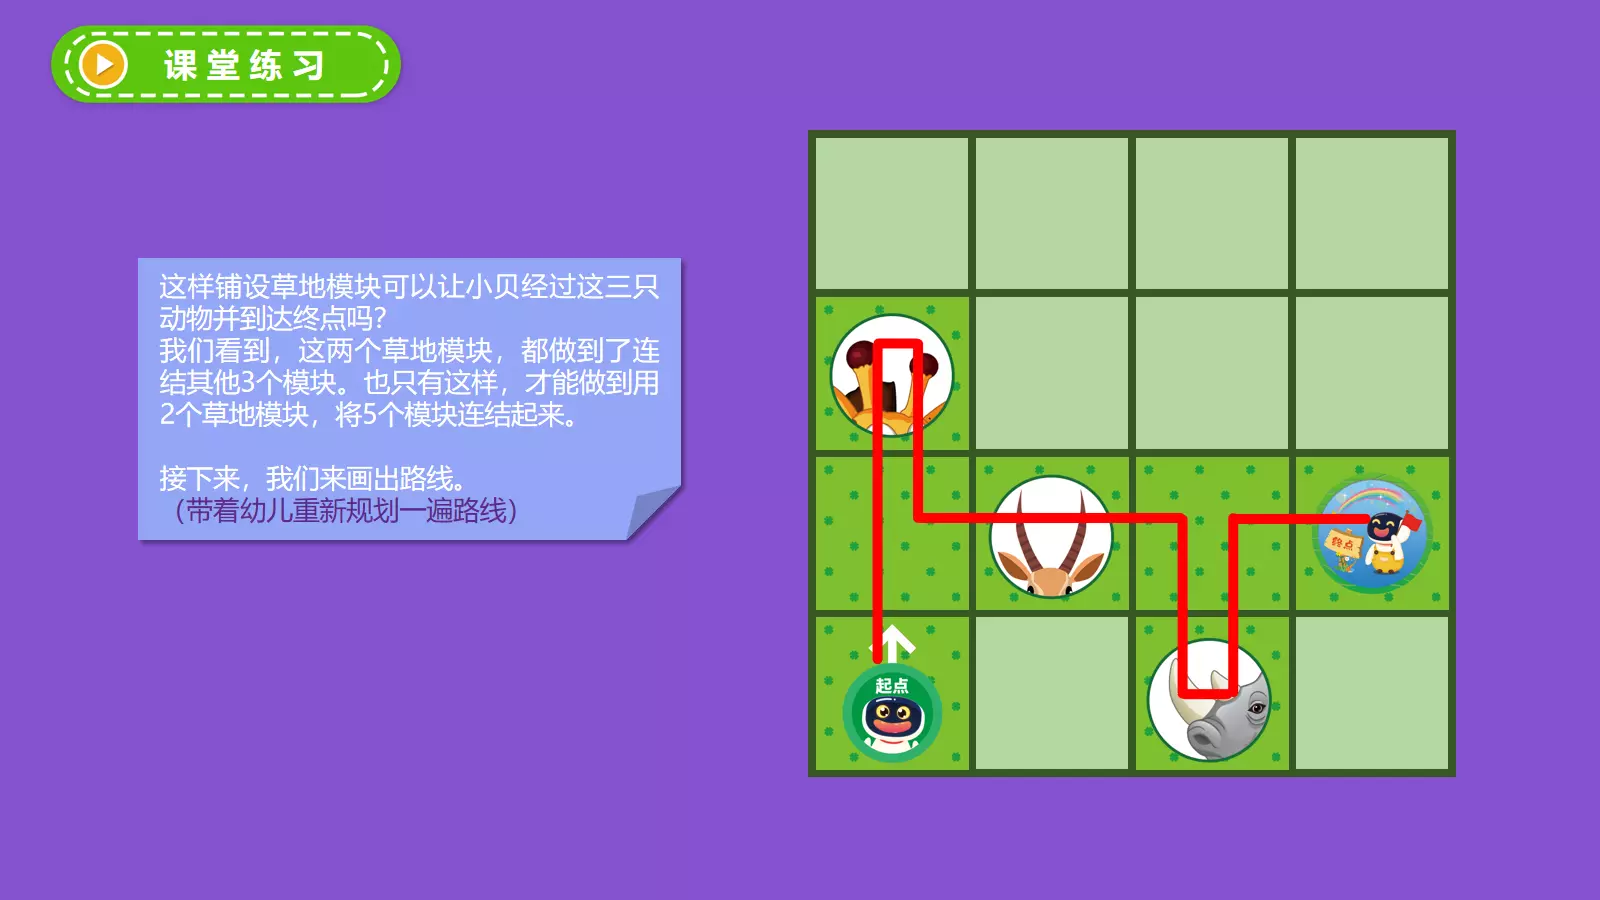 课堂练习
这样铺设草地模块可以让小贝经过这三只
动物并到达终点吗?
我们看到，这两个草地模块，都做到了连
结其他3个模块。也只有这样，才能做到用
2个草地模块，将5个模块连结起来。
接下来，我们来画出路线。
（带着幼儿重新规划一遍路线）
终点
起点